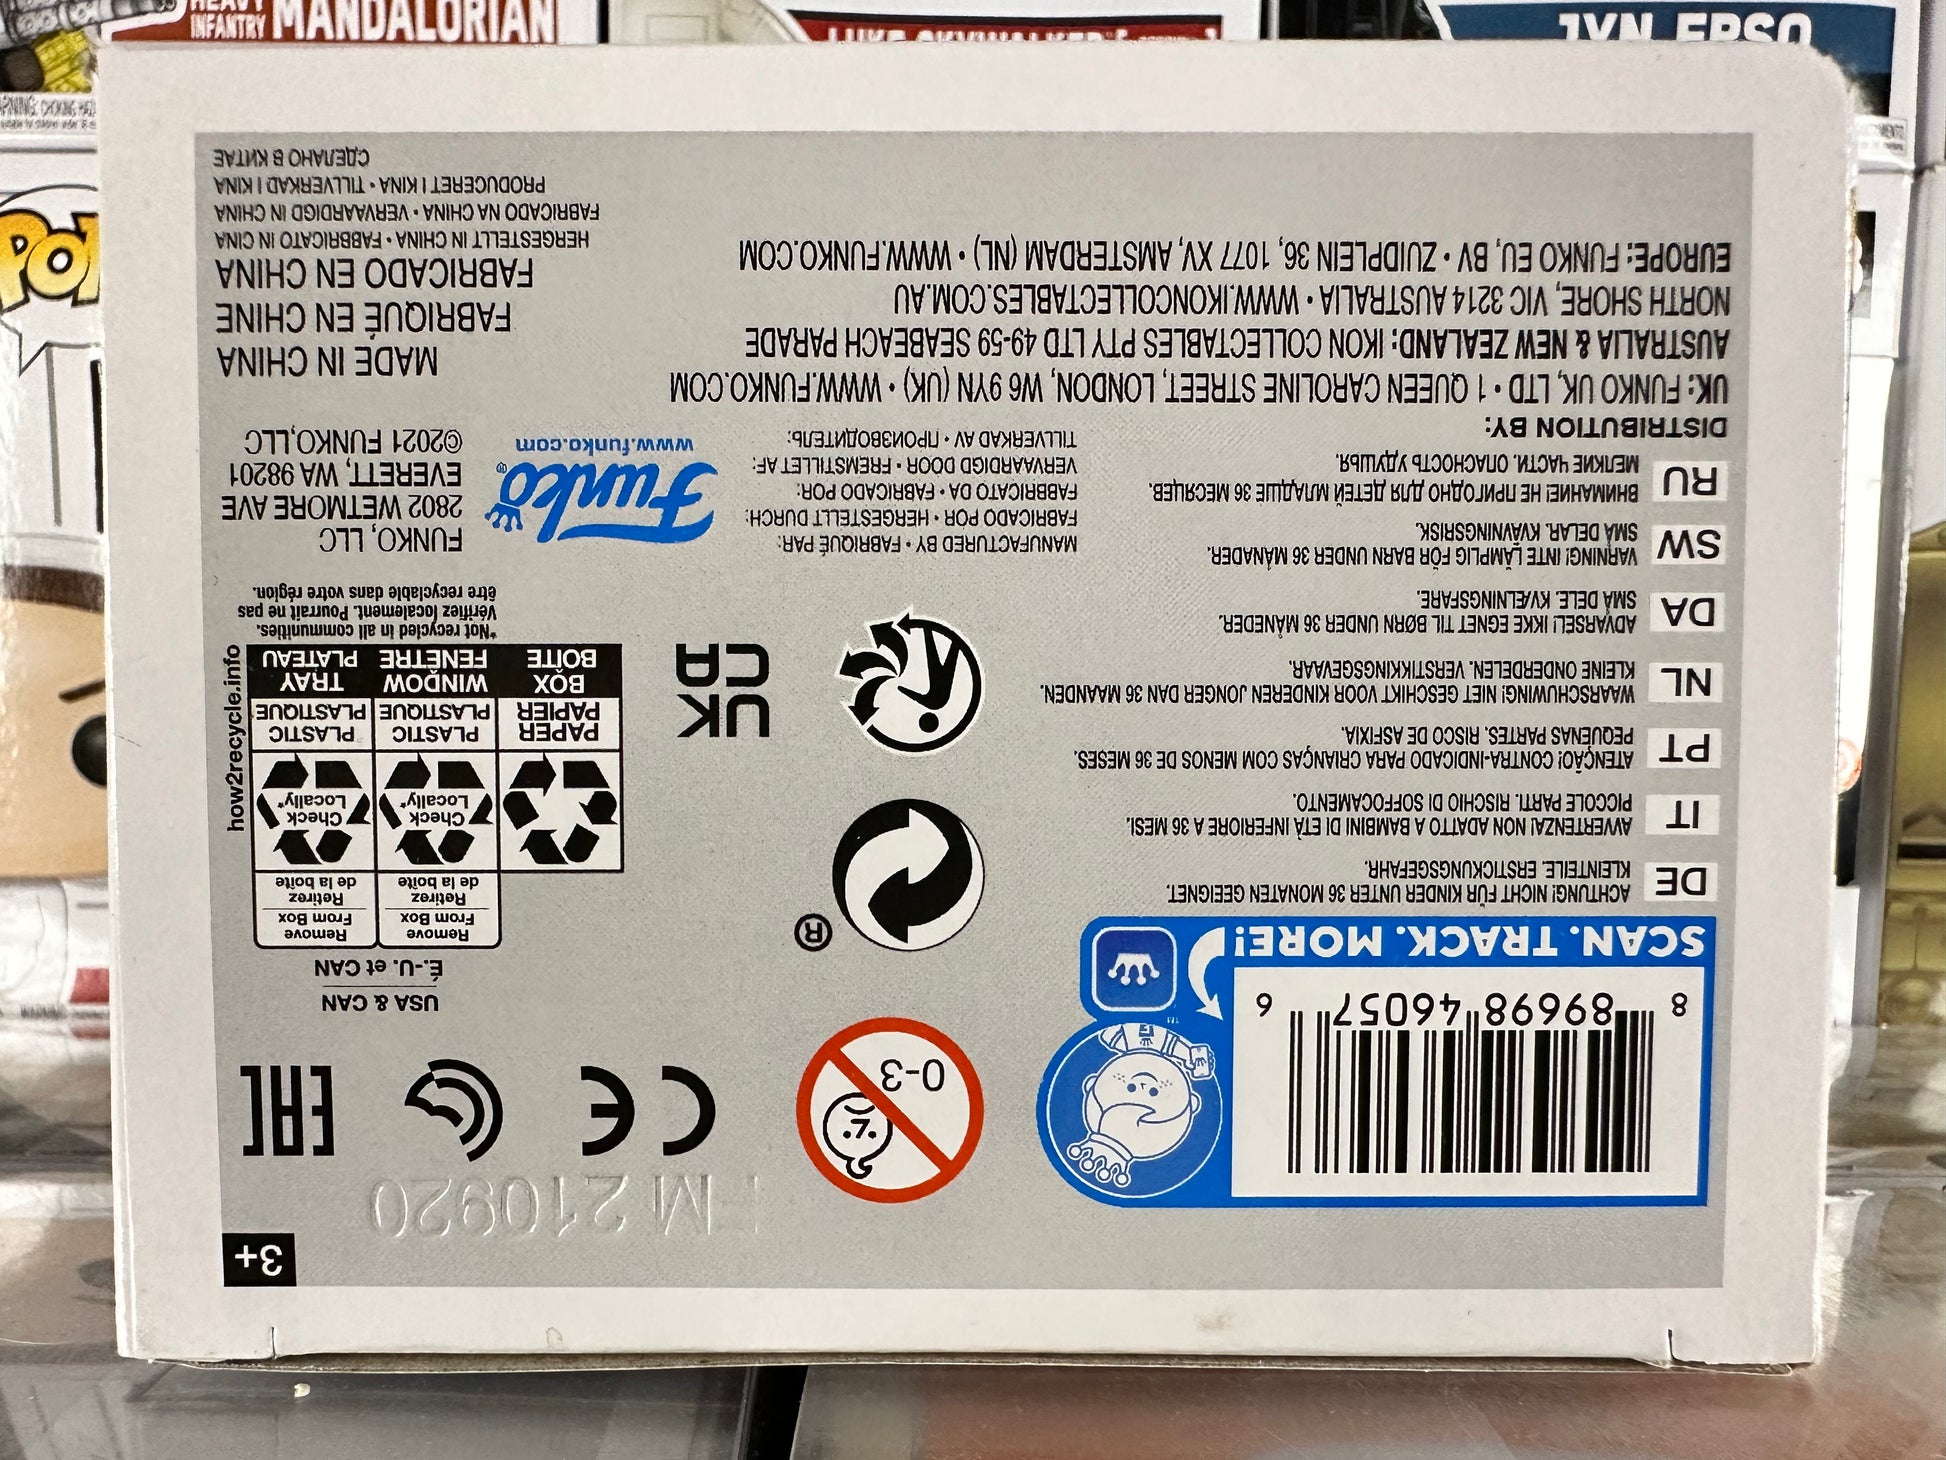 HEAVY
INFANTRY MANDALORIAN
LUKE SKYWALKER
JYN ERSO
POP
3+
FM 210920
EAC
CE
0-3
8 89698 46057 6
SCAN. TRACK. MORE!
™
USA & CAN
É.-U. et CAN
Remove
From Box
Retirez
de la boîte
Remove
From Box
Retirez
de la boîte
Check
Locally*
Check
Locally*
PAPER
PAPIER
PLASTIC
PLASTIQUE
PLASTIC
PLASTIQUE
BOX
BOÎTE
WINDOW
FENÊTRE
TRAY
PLATEAU
how2recycle.info
*Not recycled in all communities.
Vérifiez localement. Pourrait ne pas
être recyclable dans votre région.
®
UK
CA
DE
ACHTUNG! NICHT FÜR KINDER UNTER 36 MONATEN GEEIGNET.
KLEINTEILE. ERSTICKUNGSGEFAHR.
IT
AVVERTENZA! NON ADATTO A BAMBINI DI ETÀ INFERIORE A 36 MESI.
PICCOLE PARTI. RISCHIO DI SOFFOCAMENTO.
PT
ATENÇÃO! CONTRA-INDICADO PARA CRIANÇAS COM MENOS DE 36 MESES.
PEQUENAS PARTES. RISCO DE ASFIXIA.
NL
WAARSCHUWING! NIET GESCHIKT VOOR KINDEREN JONGER DAN 36 MAANDEN.
KLEINE ONDERDELEN. VERSTIKKINGSGEVAAR.
DA
ADVARSEL! IKKE EGNET TIL BØRN UNDER 36 MÅNEDER.
SMÅ DELE. KVÆLNINGSFARE.
SW
VARNING! INTE LÄMPLIG FÖR BARN UNDER 36 MÅNADER.
SMÅ DELAR. KVÄVNINGSRISK.
RU
ВНИМАНИЕ! НЕ ПРИГОДНО ДЛЯ ДЕТЕЙ МЛАДШЕ 36 МЕСЯЦЕВ.
МЕЛКИЕ ЧАСТИ. ОПАСНОСТЬ УДУШЬЯ.
MANUFACTURED BY • FABRIQUÉ PAR:
FABRICADO POR • HERGESTELLT DURCH:
FABBRICATO DA • FABRICADO POR:
VERVAARDIGD DOOR • FREMSTILLET AF:
TILLVERKAD AV • ПРОИЗВОДИТЕЛЬ:
Funko®
www.funko.com
FUNKO, LLC
2802 WETMORE AVE
EVERETT, WA 98201
©2021 FUNKO,LLC
DISTRIBUTION BY:
UK: FUNKO UK, LTD • 1 QUEEN CAROLINE STREET, LONDON, W6 9YN (UK) • WWW.FUNKO.COM
AUSTRALIA & NEW ZEALAND: IKON COLLECTABLES PTY LTD 49-59 SEABEACH PARADE
NORTH SHORE, VIC 3214 AUSTRALIA • WWW.IKONCOLLECTABLES.COM.AU
EUROPE: FUNKO EU, BV • ZUIDPLEIN 36, 1077 XV, AMSTERDAM (NL) • WWW.FUNKO.COM
MADE IN CHINA
FABRIQUÉ EN CHINE
FABRICADO EN CHINA
HERGESTELLT IN CHINA • FABBRICATO IN CINA
FABRICADO NA CHINA • VERVAARDIGD IN CHINA
PRODUCERET I KINA • TILLVERKAD I KINA
СДЕЛАНО В КИТАЕ